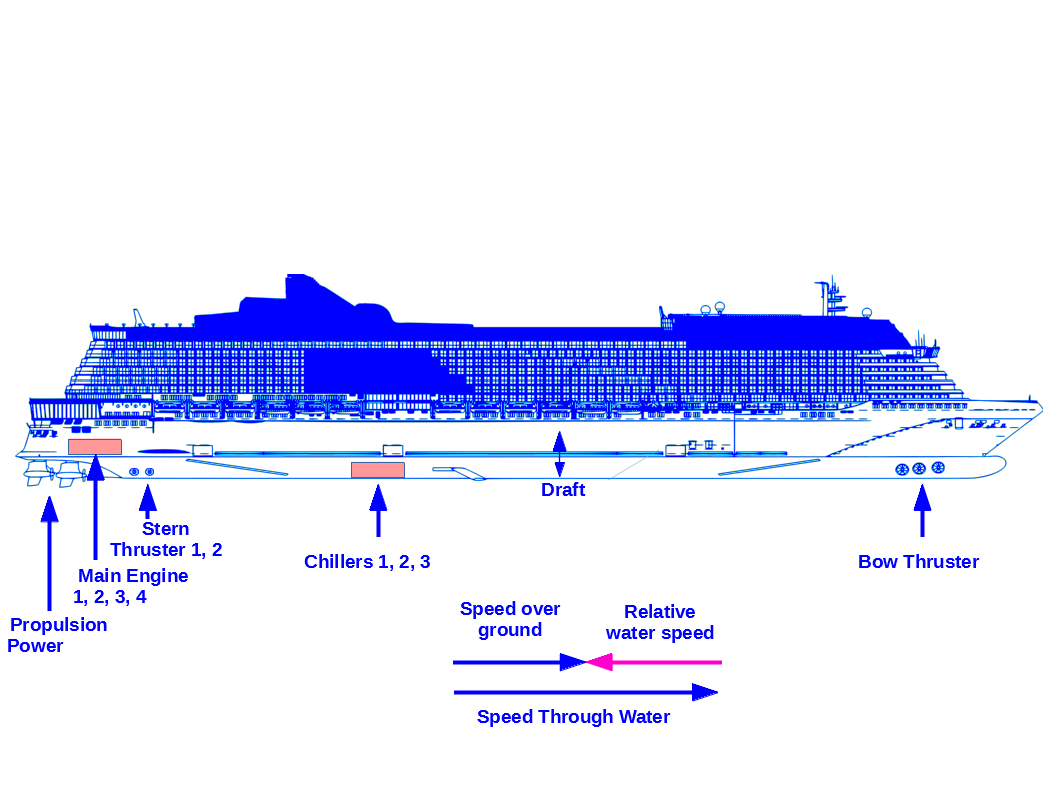 Draft
Stern
Thruster 1, 2
Chillers 1, 2, 3
Bow Thruster
Main Engine
1, 2, 3, 4
Propulsion
Power
Speed over
ground
Relative
water speed
Speed Through Water